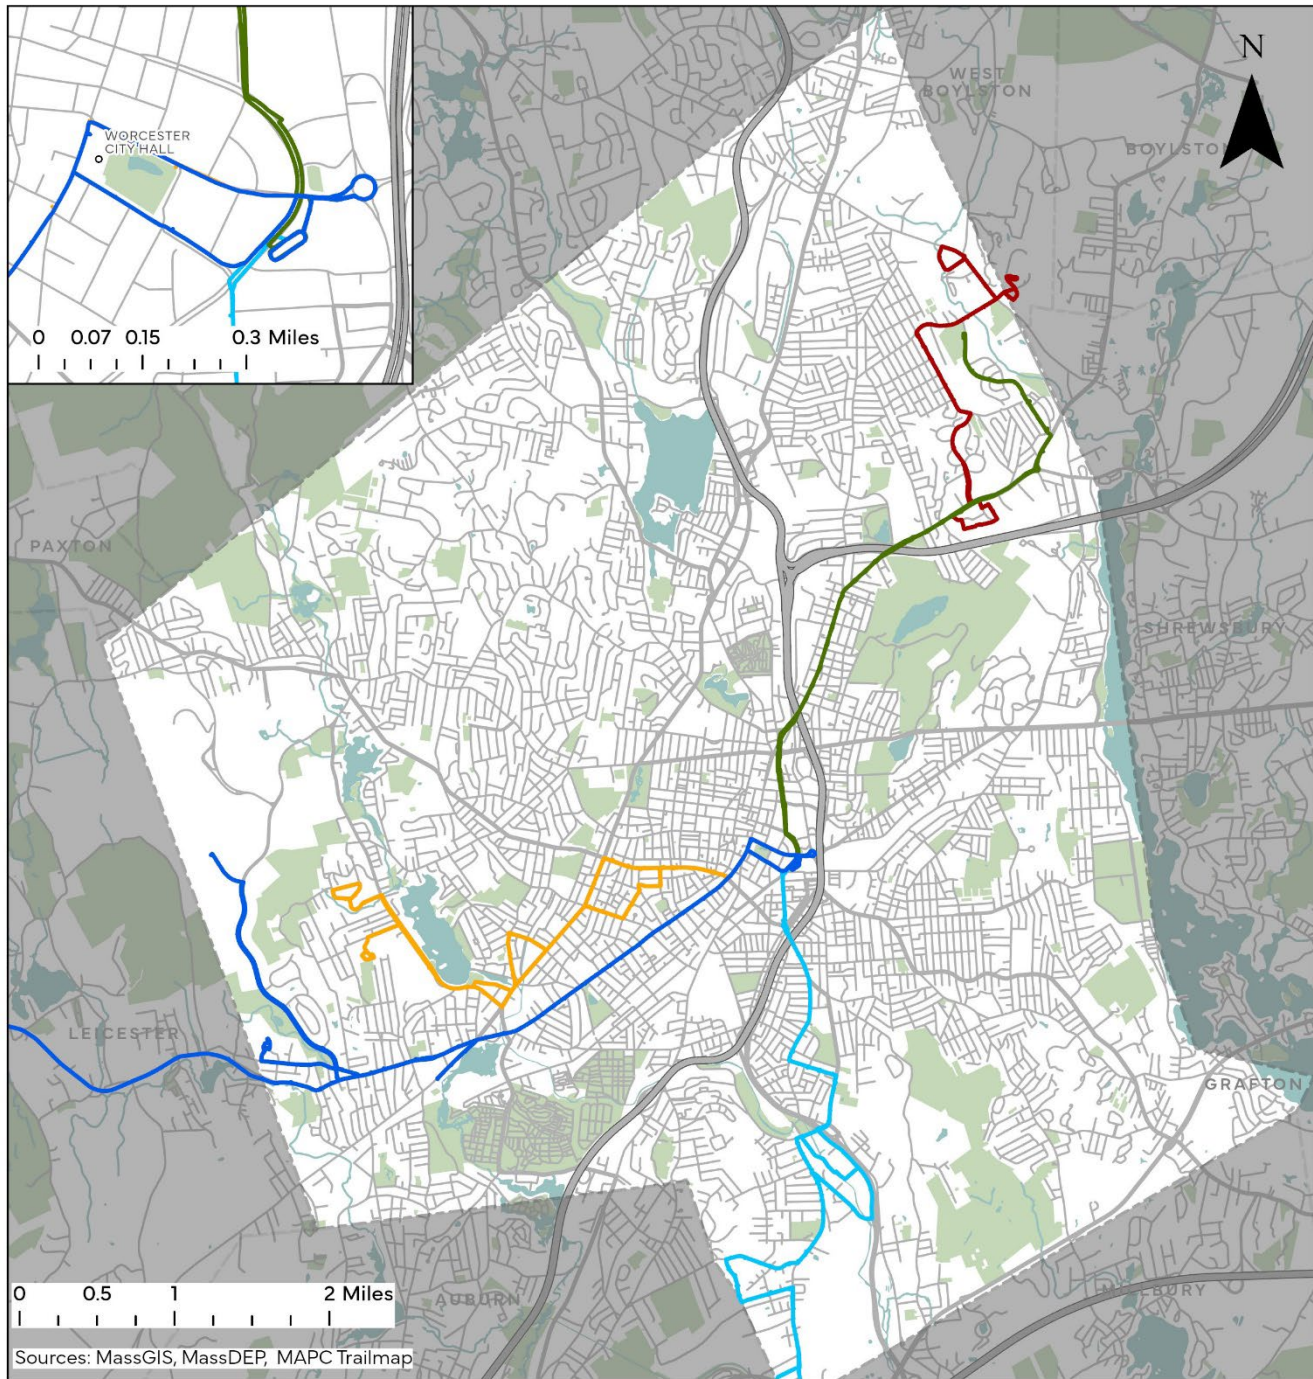 WORCESTER
CITY HALL
0 0.07 0.15 0.3 Miles
N
WEST
BOYLSTON
BOYLSTON
PAXTON
SHREWSBURY
LEICESTER
GRAFTON
AUBURN
MILLBURY
0 0.5 1 2 Miles
Sources: MassGIS, MassDEP, MAPC Trailmap